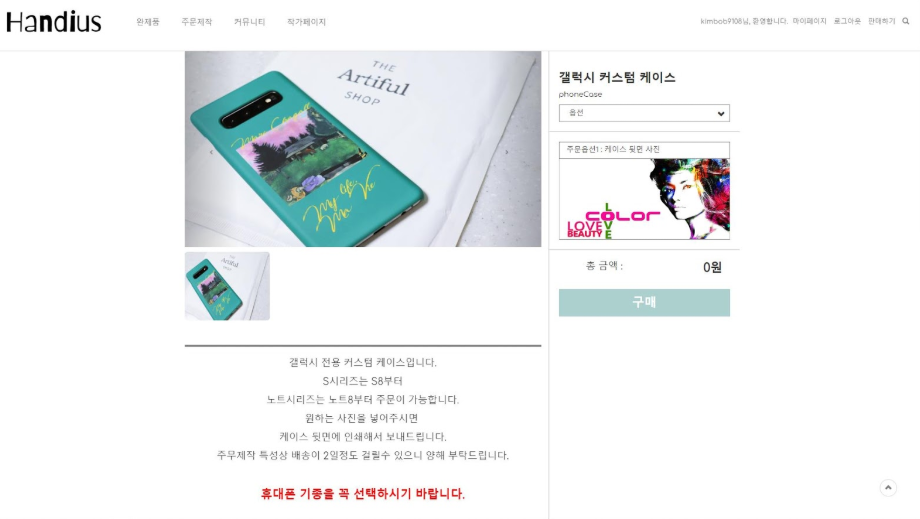 Handius
완제품 주문제작 커뮤니티 작가페이지
kimbob9108님, 환영합니다. 마이페이지 로그아웃 판매하기
THE
Artiful
SHOP
My life
Ma Vie
갤럭시 커스텀 케이스
phoneCase
옵션
주문옵션1 : 케이스 뒷면 사진
LOVE
COLOR
LOVE
BEAUTY
총 금액 : 0원
구매
THE
Artiful
SHOP
갤럭시 전용 커스텀 케이스입니다.
S시리즈는 S8부터
노트시리즈는 노트8부터 주문이 가능합니다.
원하는 사진을 넣어주시면
케이스 뒷면에 인쇄해서 보내드립니다.
주무제작 특성상 배송이 2일정도 걸릴수 있으니 양해 부탁드립니다.
휴대폰 기종을 꼭 선택하시기 바랍니다.